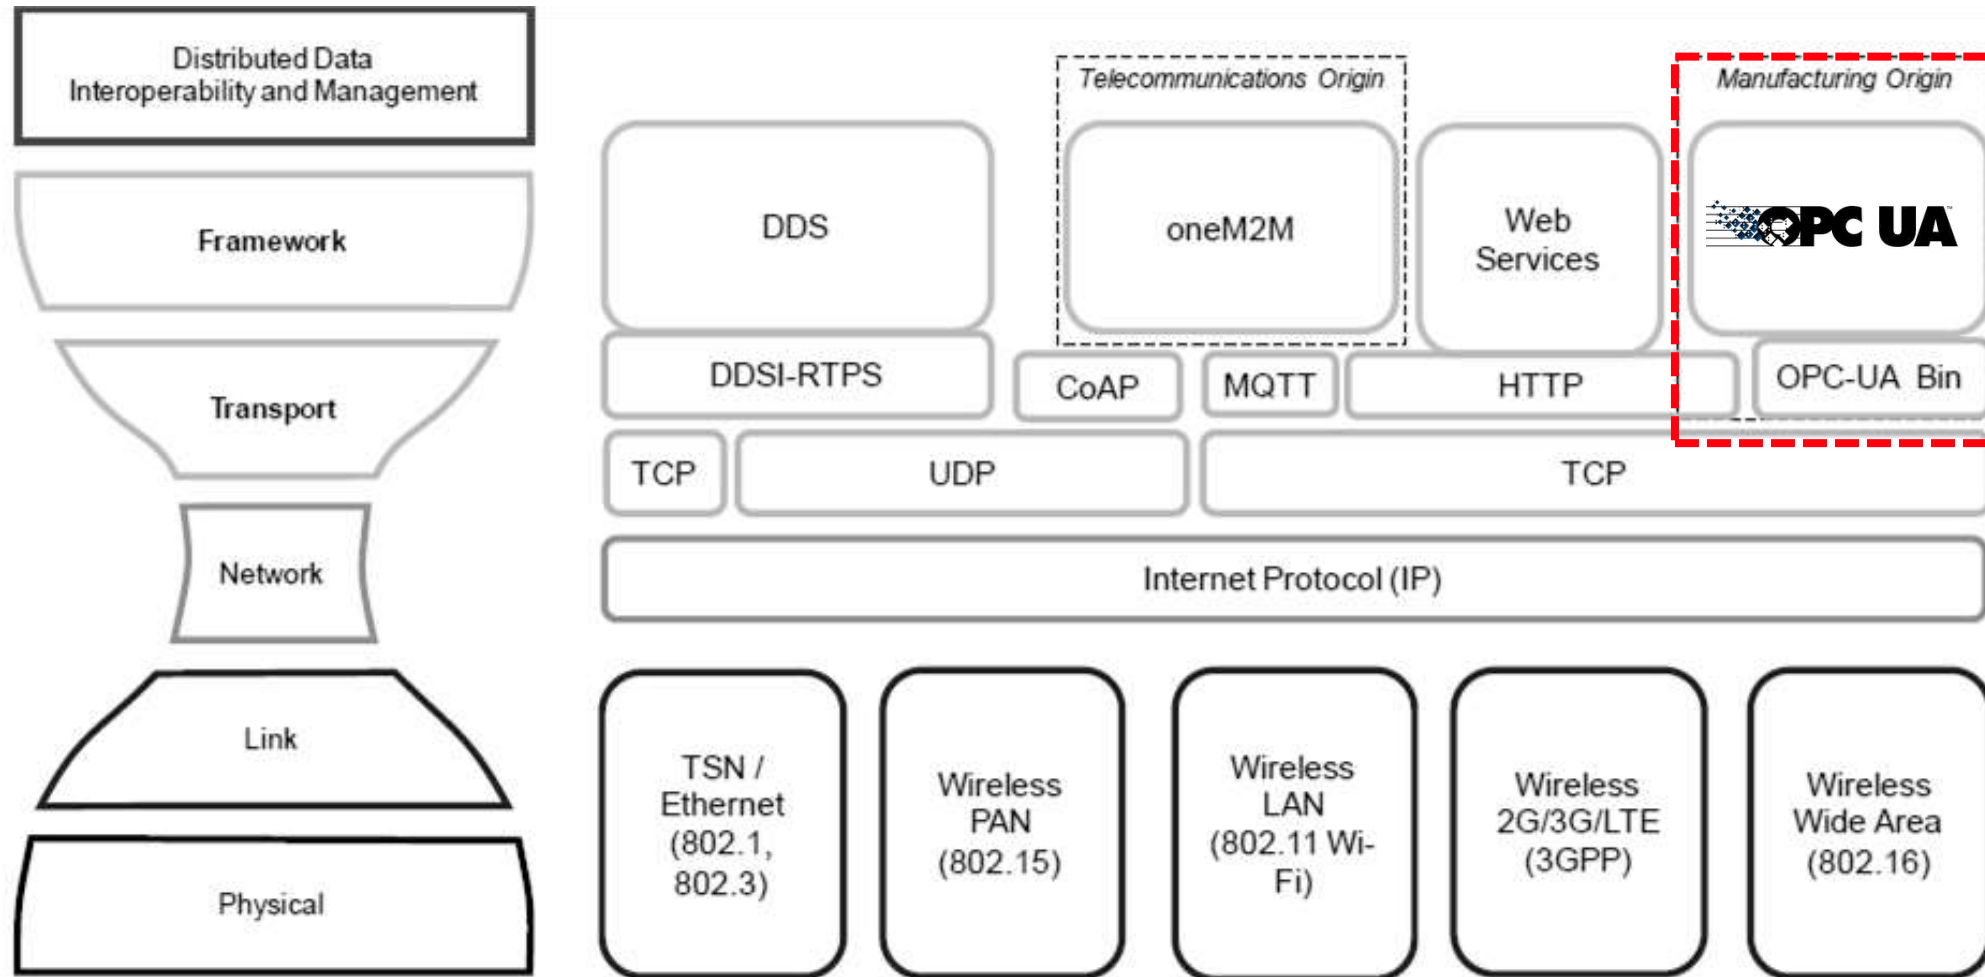 Distributed Data
Interoperability and Management
Framework
Transport
Network
Link
Physical
Telecommunications Origin
Manufacturing Origin
DDS
oneM2M
Web
Services
OPC UA
DDSI-RTPS
CoAP
MQTT
HTTP
OPC-UA Bin
TCP
UDP
TCP
Internet Protocol (IP)
TSN /
Ethernet
(802.1,
802.3)
Wireless
PAN
(802.15)
Wireless
LAN
(802.11 Wi-
Fi)
Wireless
2G/3G/LTE
(3GPP)
Wireless
Wide Area
(802.16)